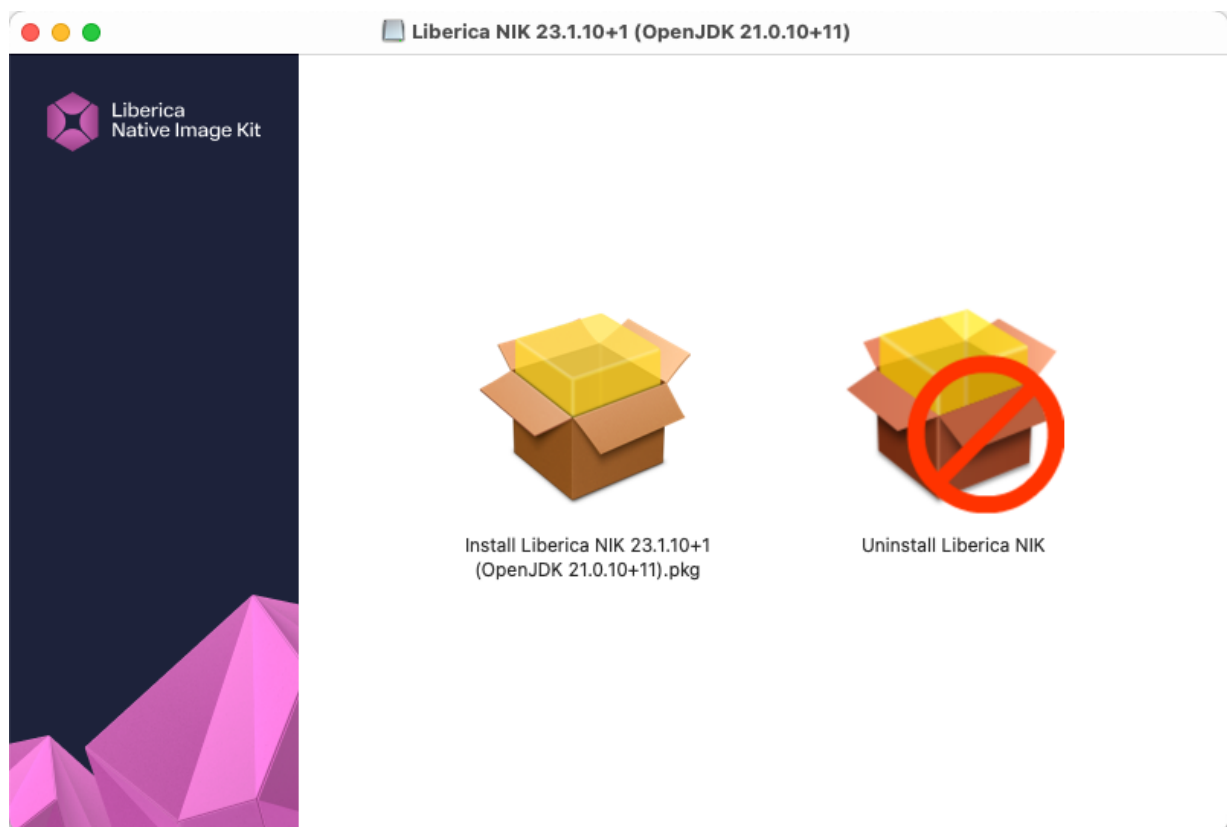 Liberica NIK 23.1.10+1 (OpenJDK 21.0.10+11)
Liberica
Native Image Kit
Install Liberica NIK 23.1.10+1
(OpenJDK 21.0.10+11).pkg
Uninstall Liberica NIK